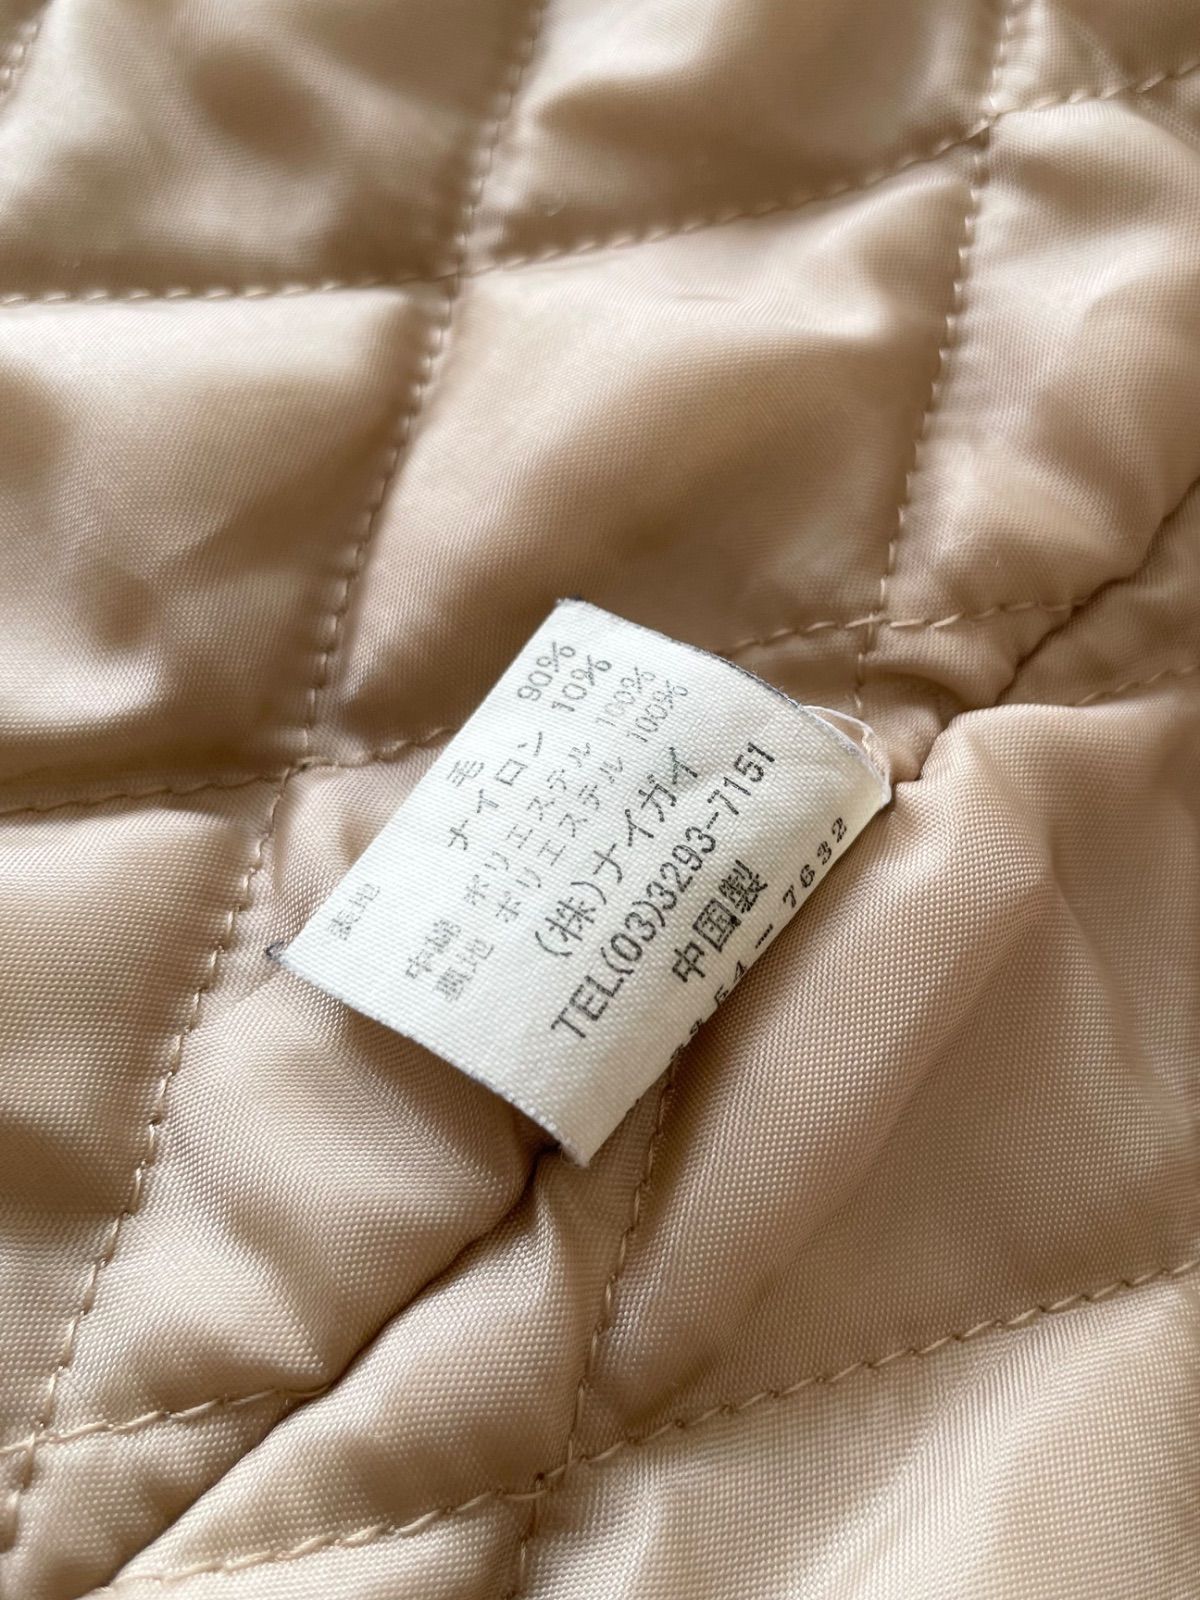 表地 毛 90%
ナイロン 10%
中綿 ポリエステル 100%
裏地 ポリエステル 100%
(株)ナイガイ
TEL(03)3293-7151
中国製
54-7632